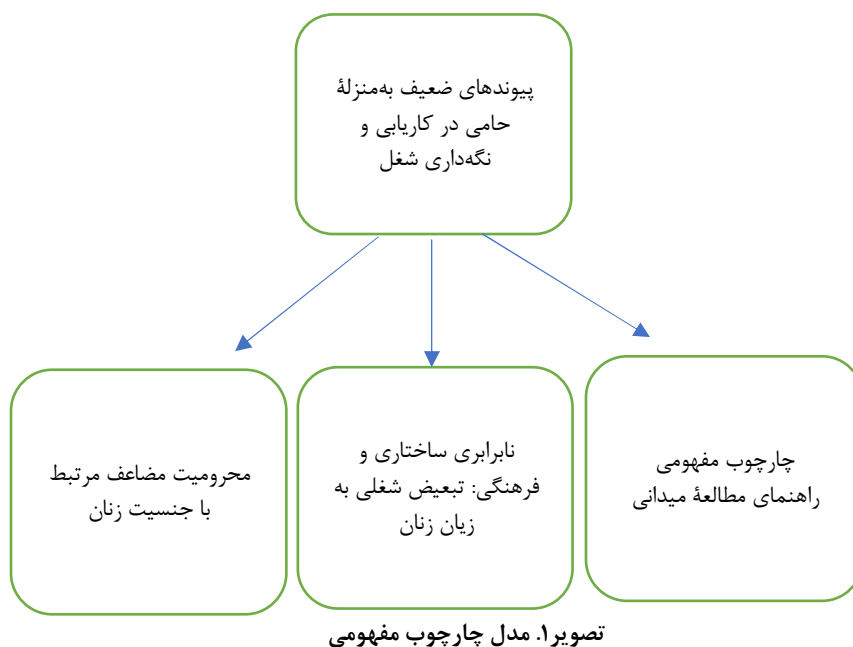 پیوندهای ضعیف به‌منزلهٔ
حامی در کاریابی و
نگه‌داری شغل
چارچوب مفهومی
راهنمای مطالعهٔ میدانی
نابرابری ساختاری و
فرهنگی: تبعیض شغلی به
زیان زنان
محرومیت مضاعف مرتبط
با جنسیت زنان
تصویر۱. مدل چارچوب مفهومی